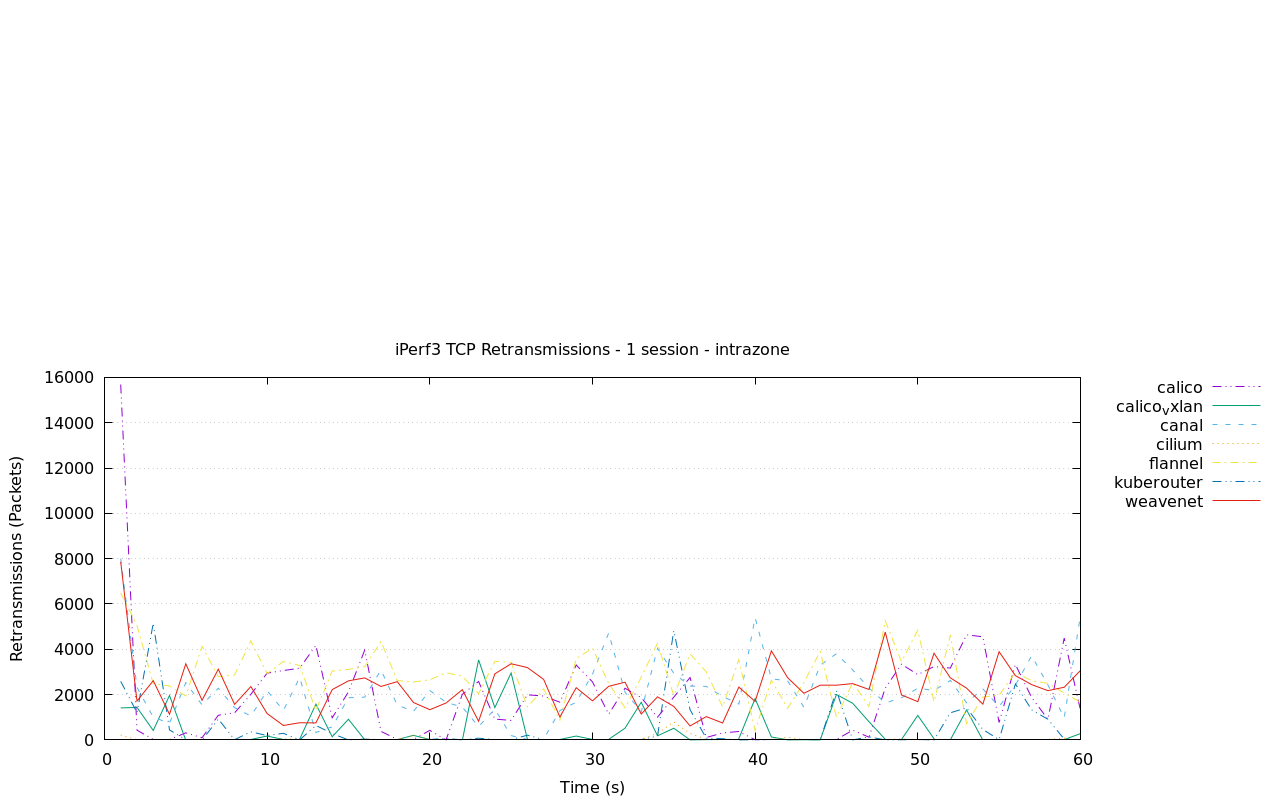 iPerf3 TCP Retransmissions - 1 session - intrazone
Retransmissions (Packets)
16000
14000
12000
10000
8000
6000
4000
2000
0
0 10 20 30 40 50 60
Time (s)
calico
calicovxlan
canal
cilium
flannel
kuberouter
weavenet